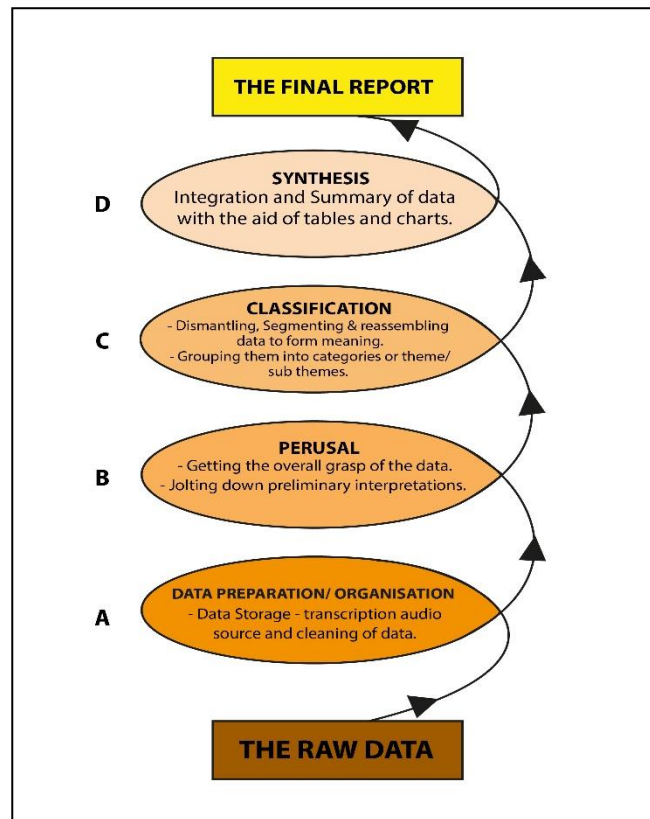 THE FINAL REPORT
D
SYNTHESIS
Integration and Summary of data
with the aid of tables and charts.
C
CLASSIFICATION
- Dismantling, Segmenting & reassembling
data to form meaning.
- Grouping them into categories or theme/
sub themes.
B
PERUSAL
- Getting the overall grasp of the data.
- Jolting down preliminary interpretations.
A
DATA PREPARATION/ ORGANISATION
- Data Storage - transcription audio
source and cleaning of data.
THE RAW DATA